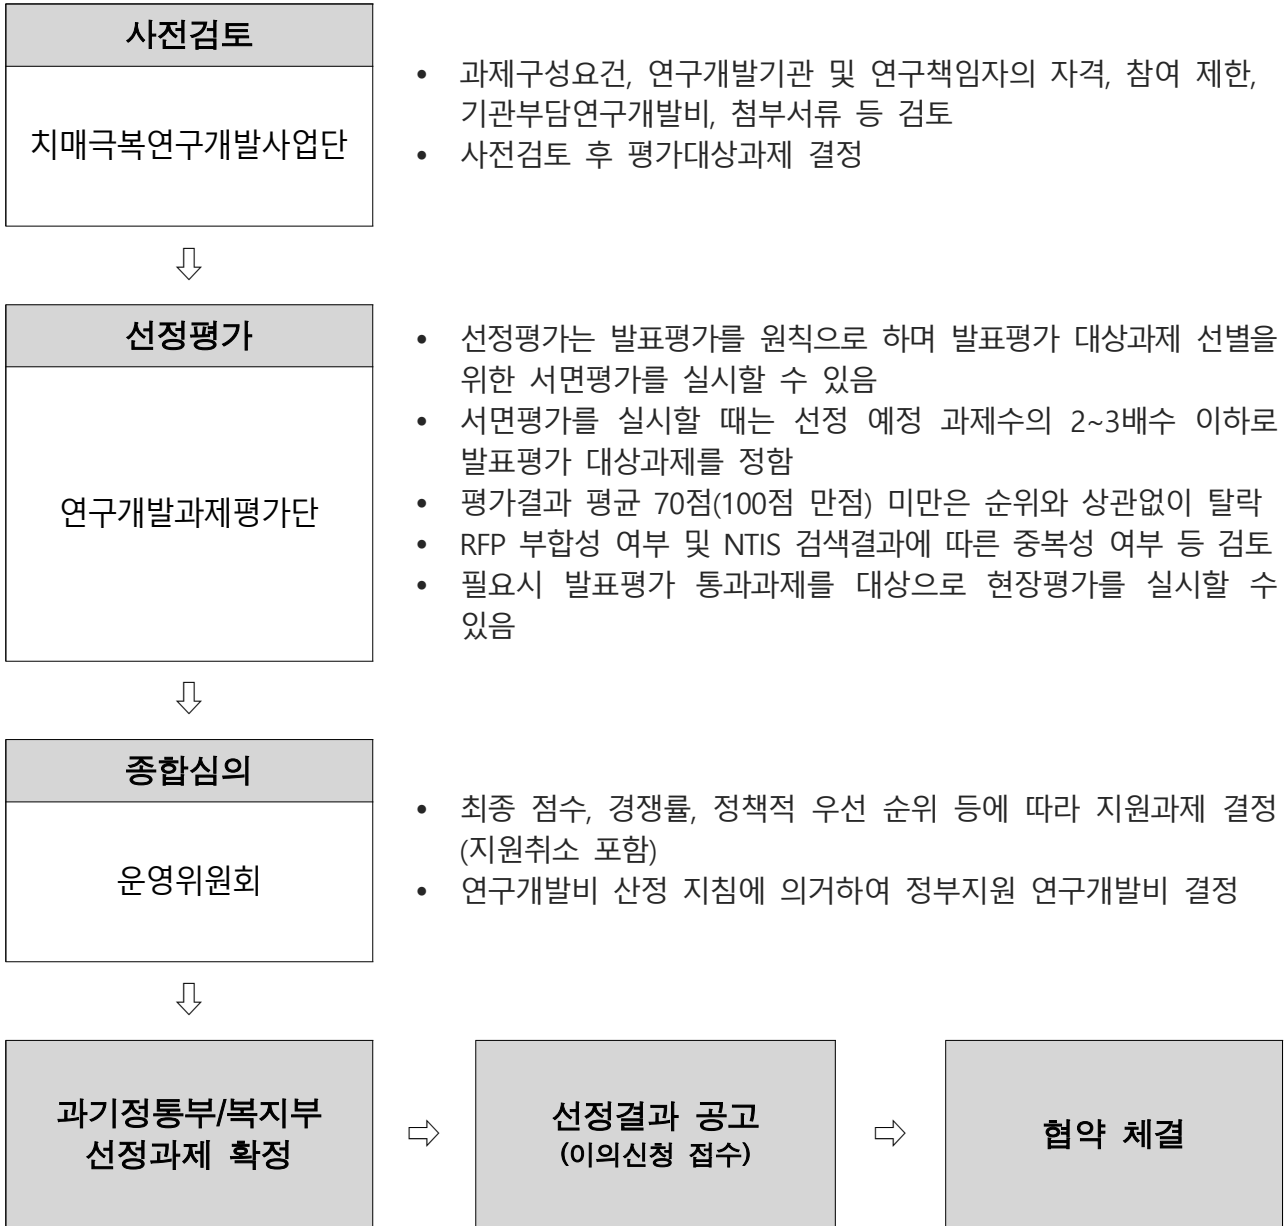 사전검토
치매극복연구개발사업단
• 과제구성요건, 연구개발기관 및 연구책임자의 자격, 참여 제한,
기관부담연구개발비, 첨부서류 등 검토
• 사전검토 후 평가대상과제 결정
⇩
선정평가
연구개발과제평가단
• 선정평가는 발표평가를 원칙으로 하며 발표평가 대상과제 선별을
위한 서면평가를 실시할 수 있음
• 서면평가를 실시할 때는 선정 예정 과제수의 2~3배수 이하로
발표평가 대상과제를 정함
• 평가결과 평균 70점(100점 만점) 미만은 순위와 상관없이 탈락
• RFP 부합성 여부 및 NTIS 검색결과에 따른 중복성 여부 등 검토
• 필요시 발표평가 통과과제를 대상으로 현장평가를 실시할 수
있음
⇩
종합심의
운영위원회
• 최종 점수, 경쟁률, 정책적 우선 순위 등에 따라 지원과제 결정
(지원취소 포함)
• 연구개발비 산정 지침에 의거하여 정부지원 연구개발비 결정
⇩
과기정통부/복지부
선정과제 확정
⇨
선정결과 공고
(이의신청 접수)
⇨
협약 체결